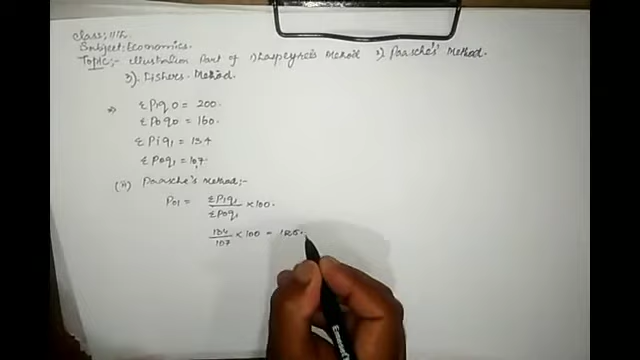 Class; 11th
Subject: Economics.
Topic:- illustration Part of 1) Laspeyre's Method 2) Paasche's Method.
3). Fishers Method.
⇒ ΣP1q0 = 200.
ΣP0q0 = 160.
ΣP1q1 = 134
ΣP0q1 = 107.
(ii) Paasche's Method;-
P01 = ΣP1q1 / ΣP0q1 × 100.
134 / 107 × 100 = 125.